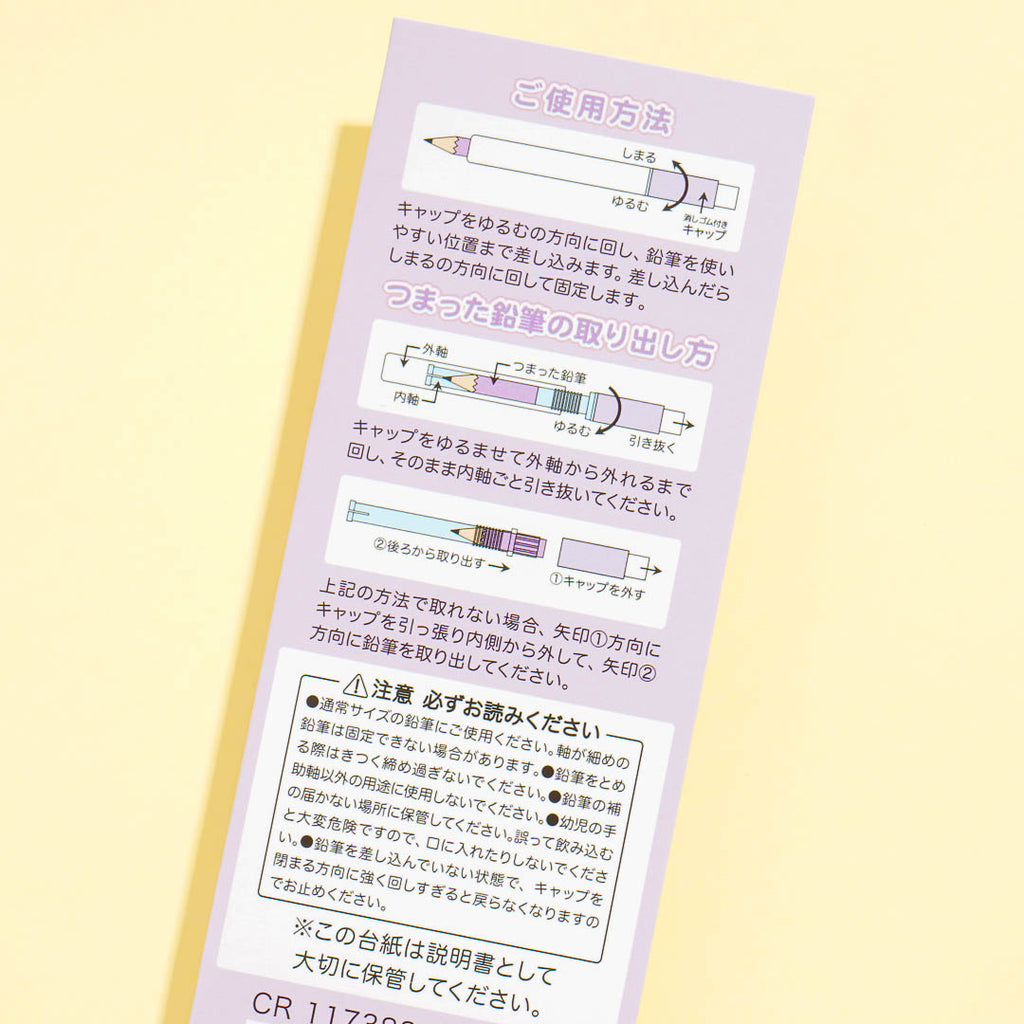 ご使用方法
しまる
ゆるむ
消しゴム付き
キャップ
キャップをゆるむの方向に回し、鉛筆を使い
やすい位置まで差し込みます。差し込んだら
しまるの方向に回して固定します。
つまった鉛筆の取り出し方
外軸
つまった鉛筆
内軸
ゆるむ
引き抜く
キャップをゆるませて外軸から外れるまで
回し、そのまま内軸ごと引き抜いてください。
②後ろから取り出す
①キャップを外す
上記の方法で取れない場合、矢印①方向に
キャップを引っ張り内側から外して、矢印②
方向に鉛筆を取り出してください。
注意 必ずお読みください
●通常サイズの鉛筆にご使用ください。軸が細めの
鉛筆は固定できない場合があります。●鉛筆をとめ
る際はきつく締め過ぎないでください。●鉛筆の補
助軸以外の用途に使用しないでください。●幼児の手
の届かない場所に保管してください。誤って飲み込む
と大変危険ですので、口に入れたりしないでくださ
い。●鉛筆を差し込んでいない状態で、キャップを
閉まる方向に強く回しすぎると戻らなくなりますの
でお止めください。
※この台紙は説明書として
大切に保管してください。
CR